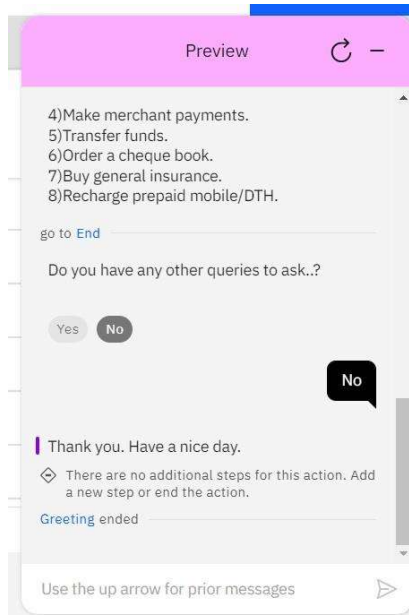 Preview
4)Make merchant payments.
5)Transfer funds.
6)Order a cheque book.
7)Buy general insurance.
8)Recharge prepaid mobile/DTH.
go to End
Do you have any other queries to ask..?
Yes No
No
Thank you. Have a nice day.
There are no additional steps for this action. Add
a new step or end the action.
Greeting ended
Use the up arrow for prior messages